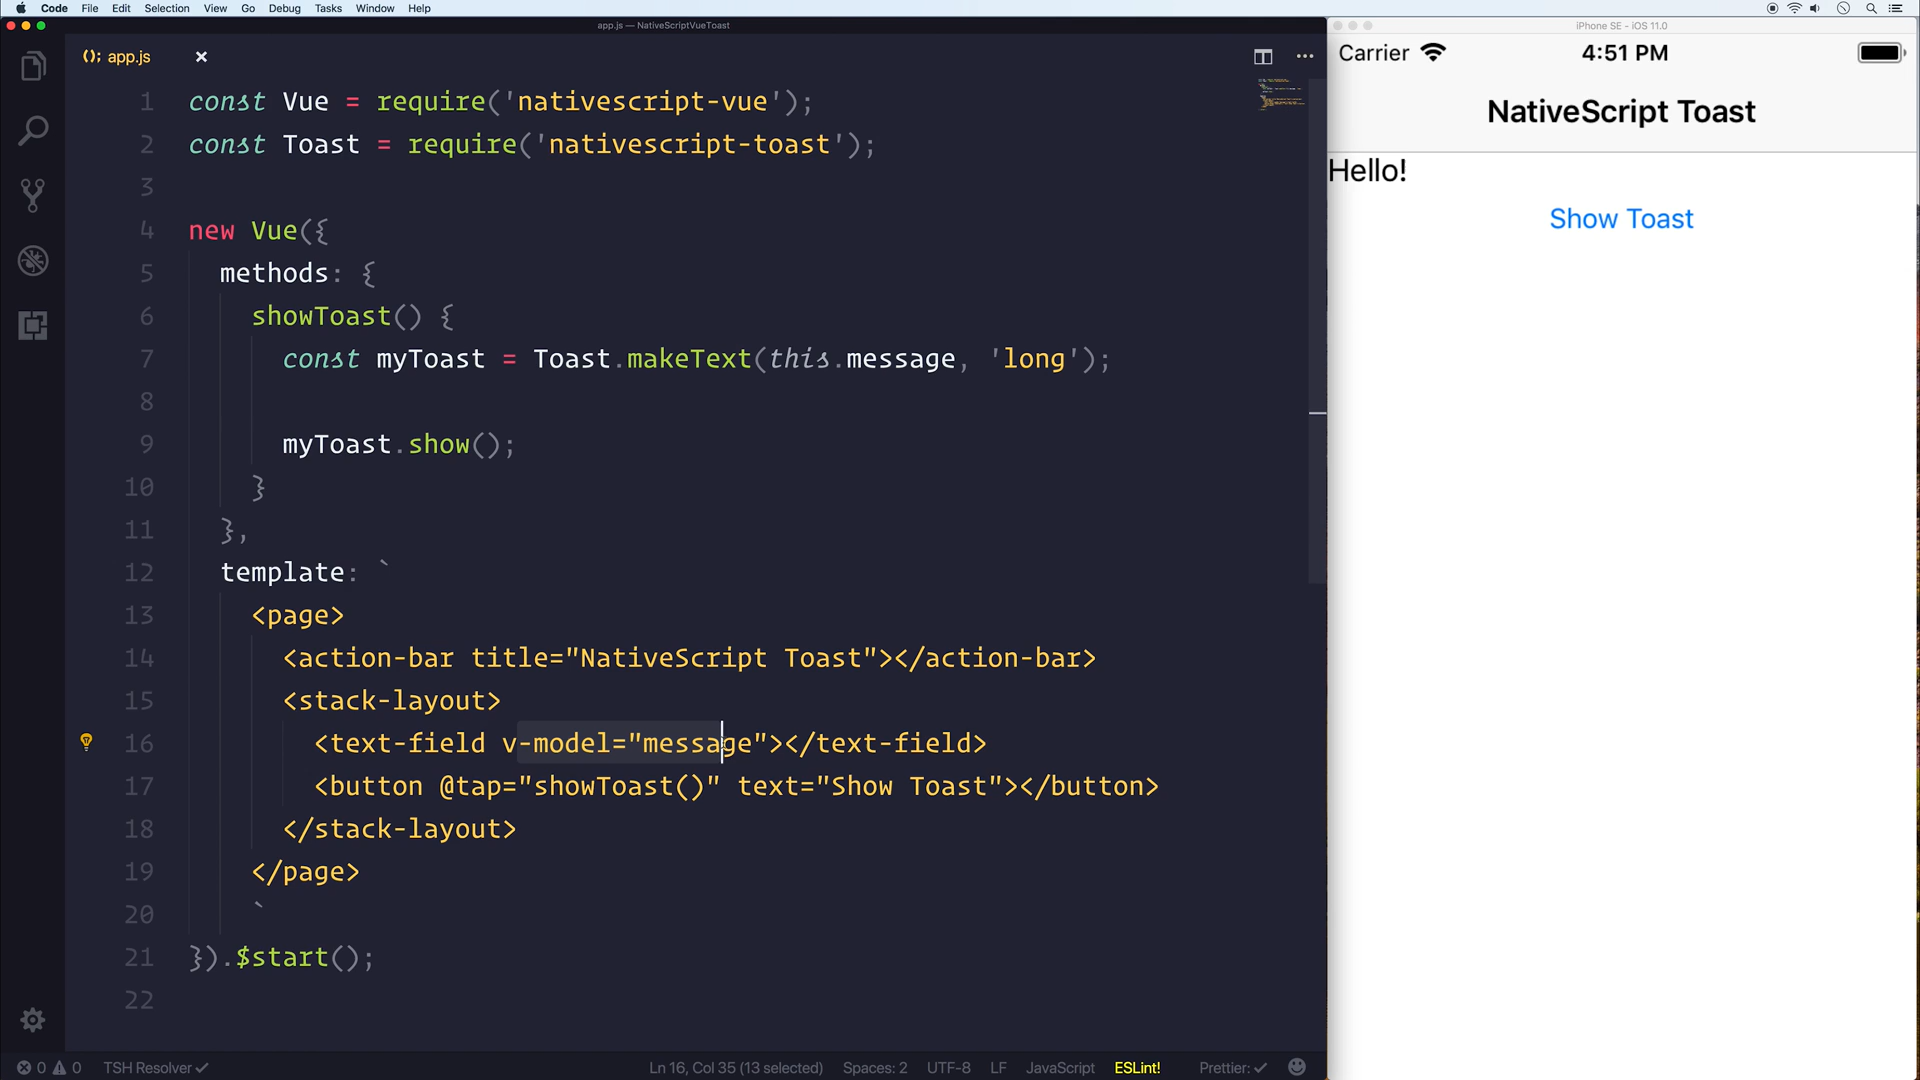 Code File Edit Selection View Go Debug Tasks Window Help
app.js — NativeScriptVueToast
iPhone SE - iOS 11.0
app.js
1 const Vue = require('nativescript-vue');
2 const Toast = require('nativescript-toast');
3
4 new Vue({
5 methods: {
6 showToast() {
7 const myToast = Toast.makeText(this.message, 'long');
8
9 myToast.show();
10 }
11 },
12 template: `
13 <page>
14 <action-bar title="NativeScript Toast"></action-bar>
15 <stack-layout>
16 <text-field v-model="message"></text-field>
17 <button @tap="showToast()" text="Show Toast"></button>
18 </stack-layout>
19 </page>
20 `
21 }).$start();
22
0 0 TSH Resolver Ln 16, Col 35 (13 selected) Spaces: 2 UTF-8 LF JavaScript ESLint! Prettier:
Carrier 4:51 PM
NativeScript Toast
Hello!
Show Toast